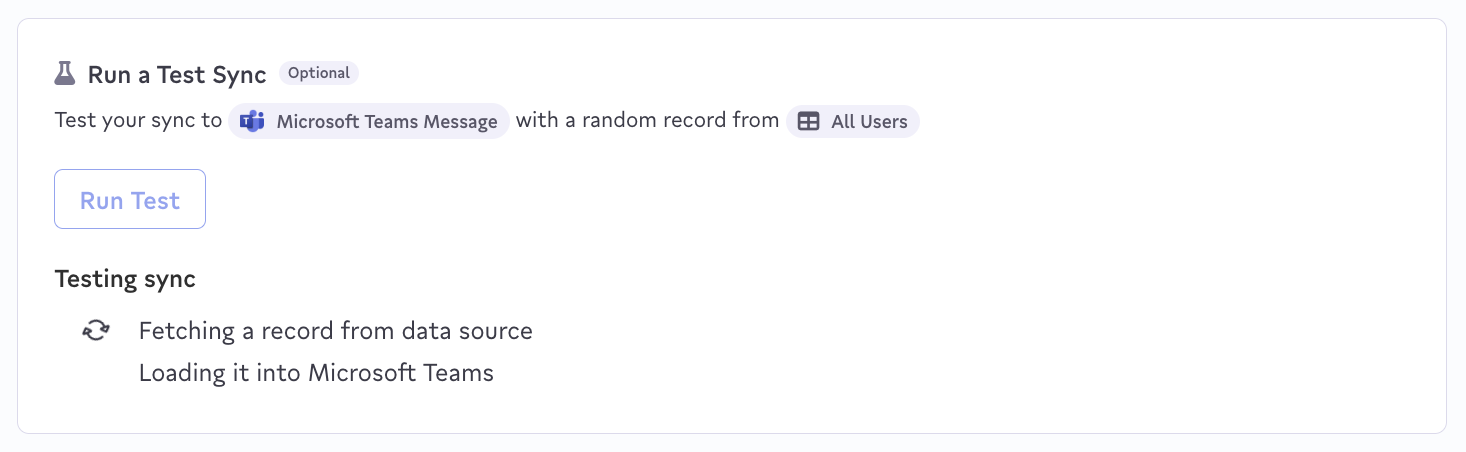 Run a Test Sync Optional
Test your sync to Microsoft Teams Message with a random record from All Users
Run Test
Testing sync
Fetching a record from data source
Loading it into Microsoft Teams